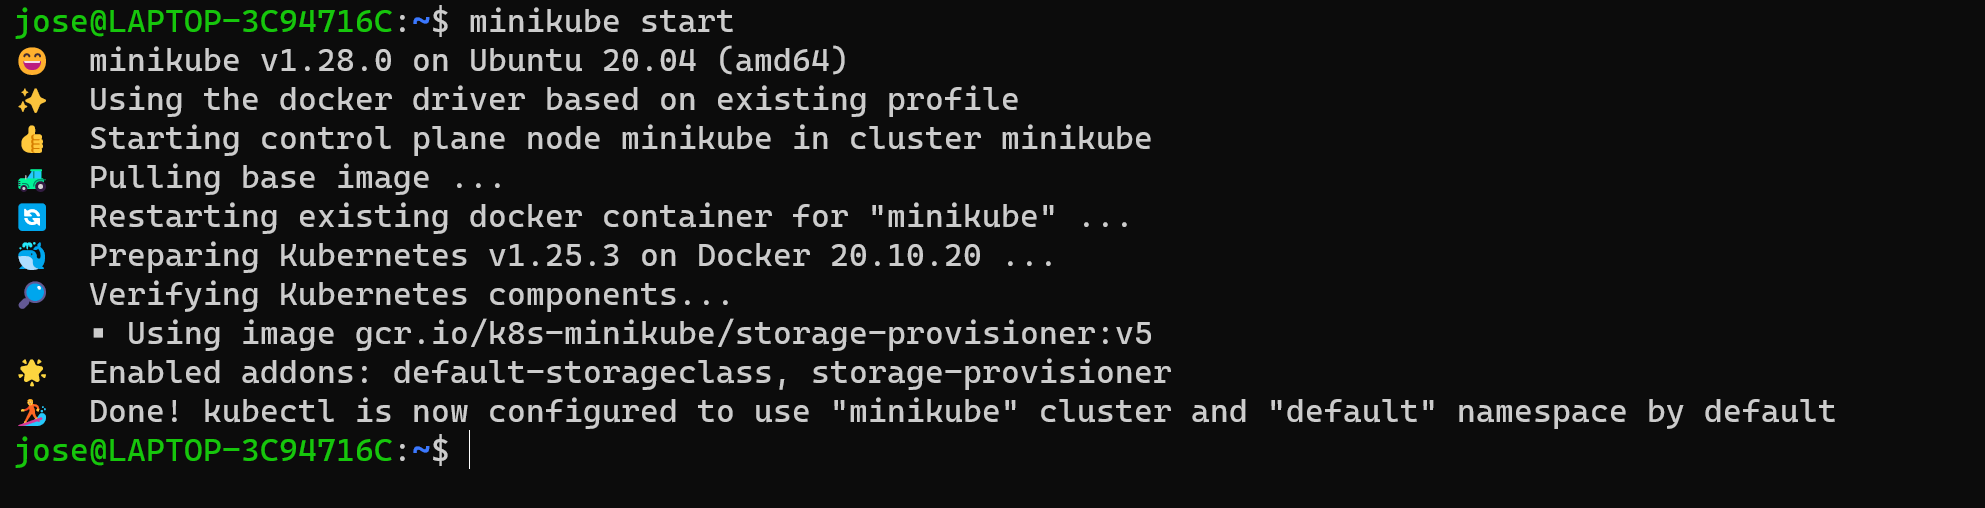 jose@LAPTOP-3C94716C:~$ minikube start
😄 minikube v1.28.0 on Ubuntu 20.04 (amd64)
✨ Using the docker driver based on existing profile
👍 Starting control plane node minikube in cluster minikube
🚜 Pulling base image ...
🔄 Restarting existing docker container for "minikube" ...
🐳 Preparing Kubernetes v1.25.3 on Docker 20.10.20 ...
🔎 Verifying Kubernetes components...
▪ Using image gcr.io/k8s-minikube/storage-provisioner:v5
🌟 Enabled addons: default-storageclass, storage-provisioner
🏄 Done! kubectl is now configured to use "minikube" cluster and "default" namespace by default
jose@LAPTOP-3C94716C:~$